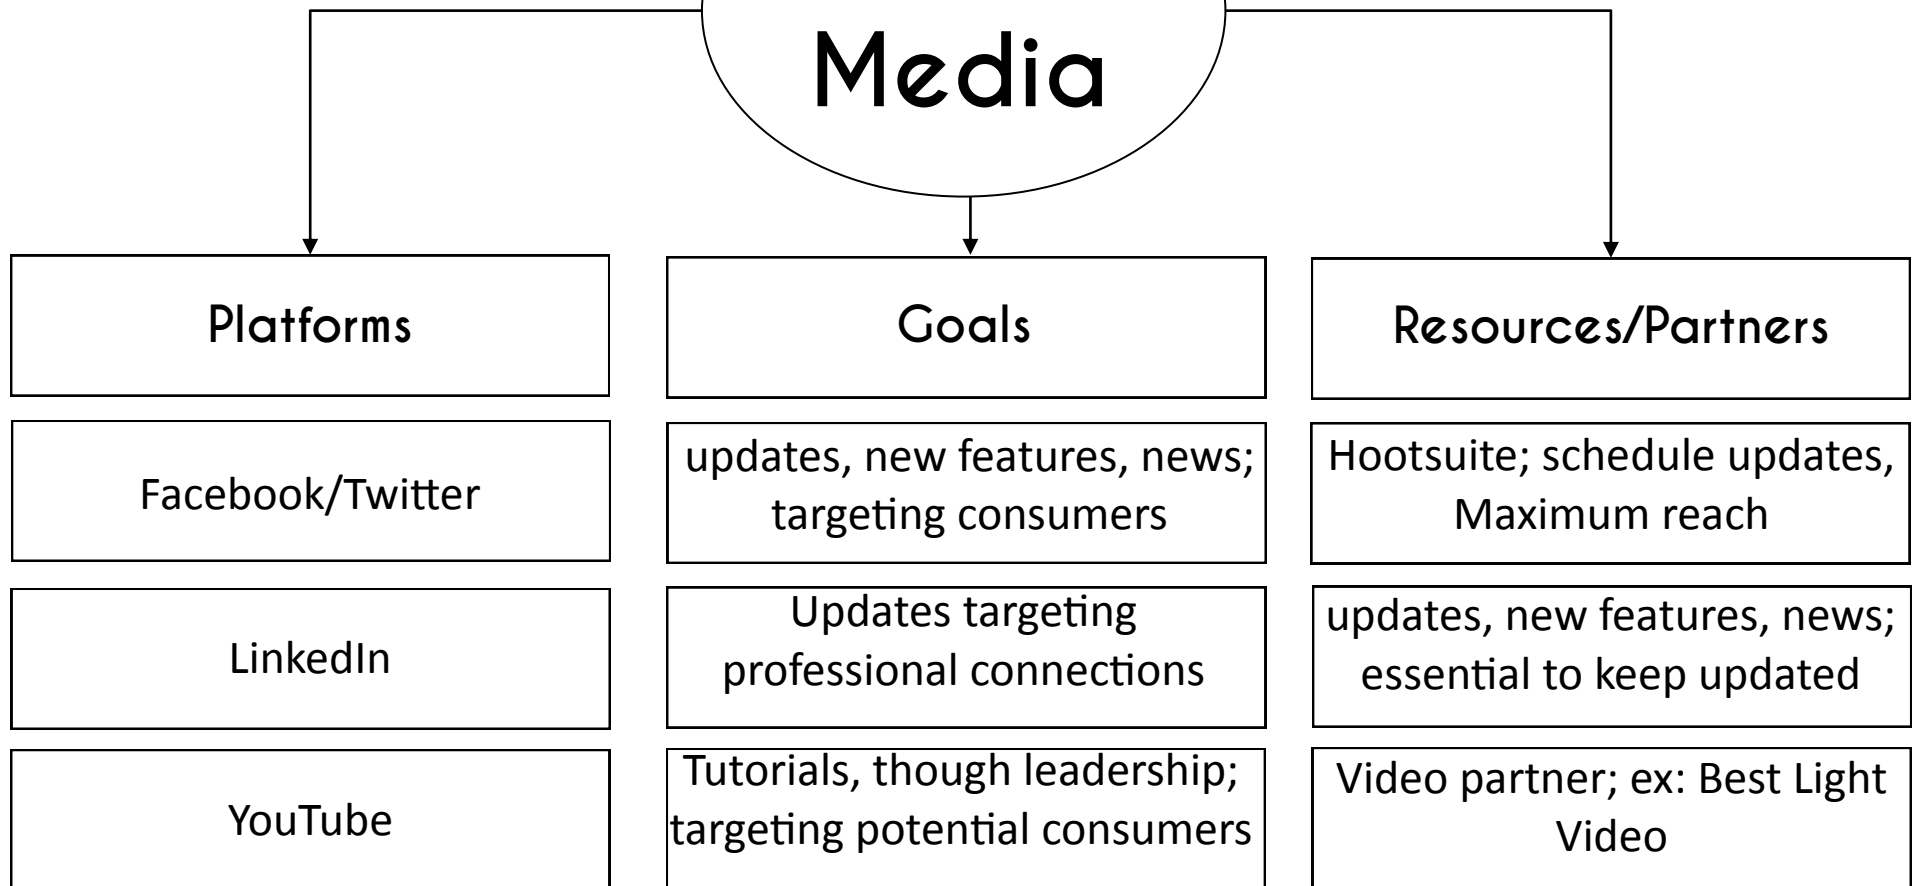 Media
Platforms
Goals
Resources/Partners
Facebook/Twitter
updates, new features, news;
targeting consumers
Hootsuite; schedule updates,
Maximum reach
LinkedIn
Updates targeting
professional connections
updates, new features, news;
essential to keep updated
YouTube
Tutorials, though leadership;
targeting potential consumers
Video partner; ex: Best Light
Video